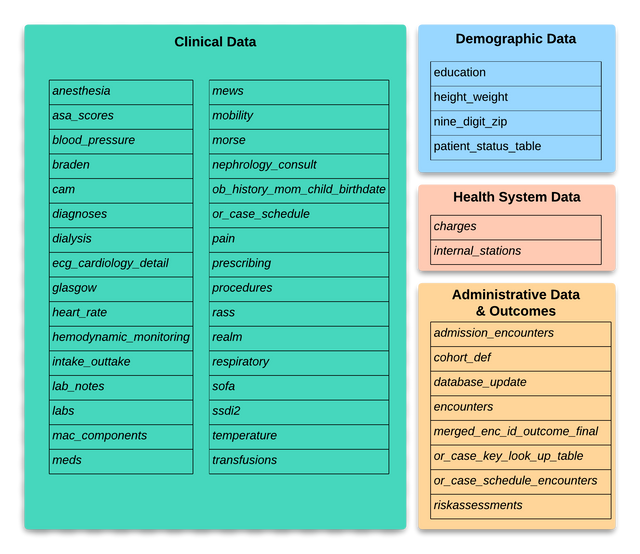 Clinical Data
anesthesia
asa_scores
blood_pressure
braden
cam
diagnoses
dialysis
ecg_cardiology_detail
glasgow
heart_rate
hemodynamic_monitoring
intake_outtake
lab_notes
labs
mac_components
meds
mews
mobility
morse
nephrology_consult
ob_history_mom_child_birthdate
or_case_schedule
pain
prescribing
procedures
rass
realm
respiratory
sofa
ssdi2
temperature
transfusions
Demographic Data
education
height_weight
nine_digit_zip
patient_status_table
Health System Data
charges
internal_stations
Administrative Data
& Outcomes
admission_encounters
cohort_def
database_update
encounters
merged_enc_id_outcome_final
or_case_key_look_up_table
or_case_schedule_encounters
riskassessments